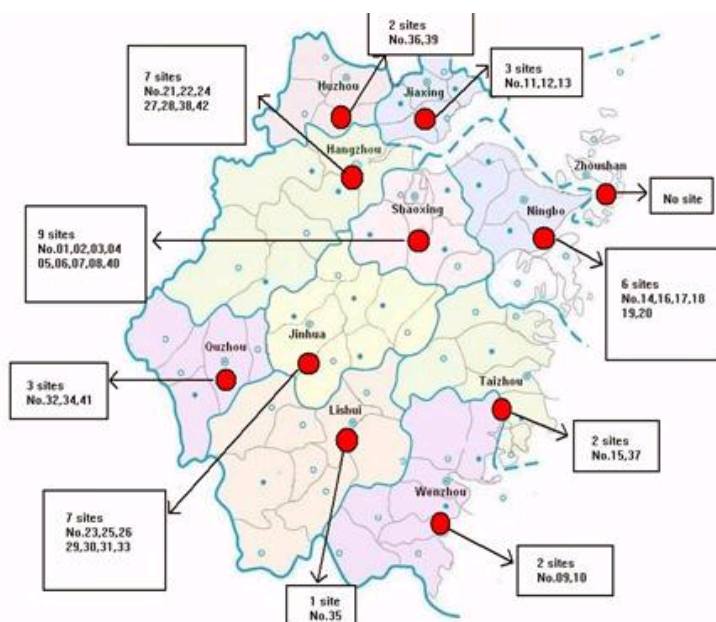 2 sites
No.36,39
7 sites
No.21,22,24
27,28,38,42
3 sites
No.11,12,13
Huzhou
Jiaxing
Hangzhou
Zhoushan
No site
Shaoxing
Ningbo
9 sites
No.01,02,03,04
05,06,07,08,40
6 sites
No.14,16,17,18
19,20
Quzhou
Jinhua
Taizhou
3 sites
No.32,34,41
Lishui
2 sites
No.15,37
7 sites
No.23,25,26
29,30,31,33
Wenzhou
2 sites
No.09,10
1 site
No.35